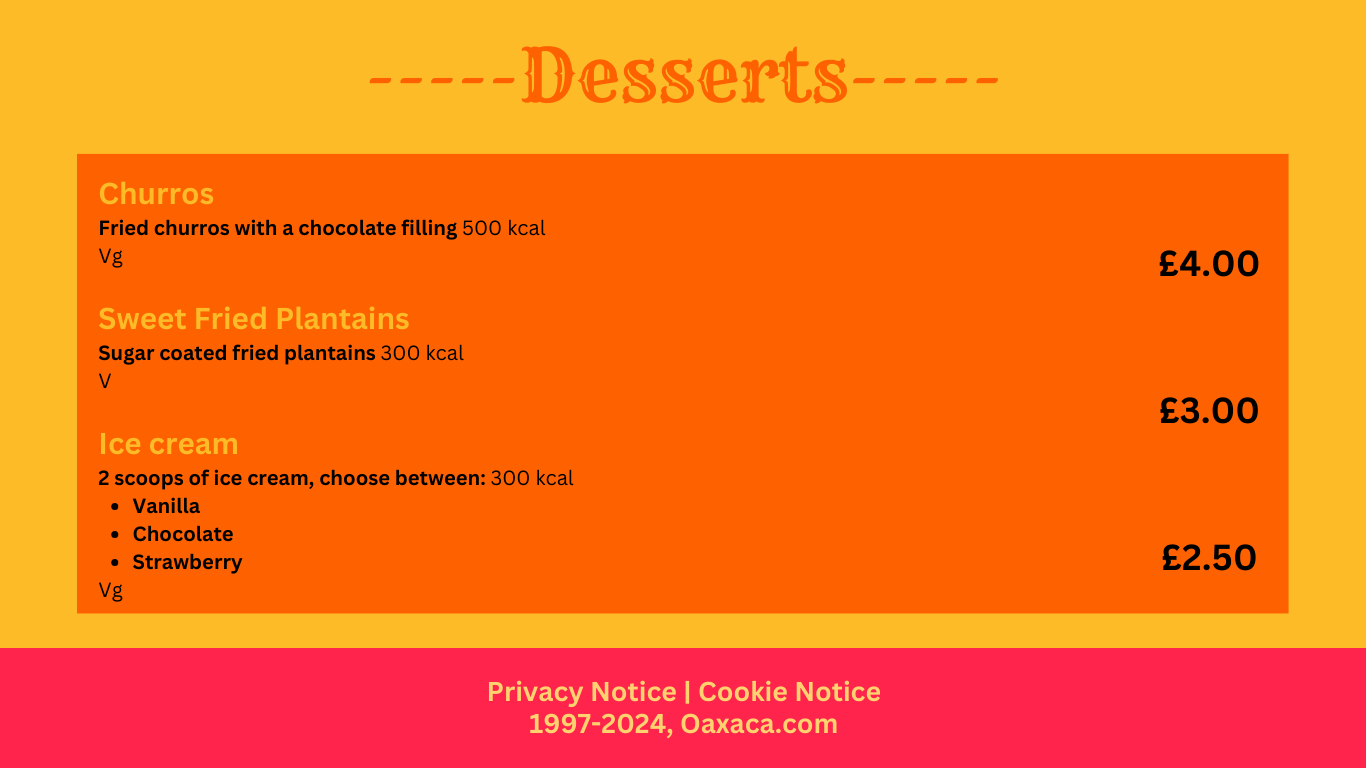 -----Desserts-----
Churros
Fried churros with a chocolate filling 500 kcal
Vg
£4.00
Sweet Fried Plantains
Sugar coated fried plantains 300 kcal
V
£3.00
Ice cream
2 scoops of ice cream, choose between: 300 kcal
• Vanilla
• Chocolate
• Strawberry
£2.50
Vg
Privacy Notice | Cookie Notice
1997-2024, Oaxaca.com